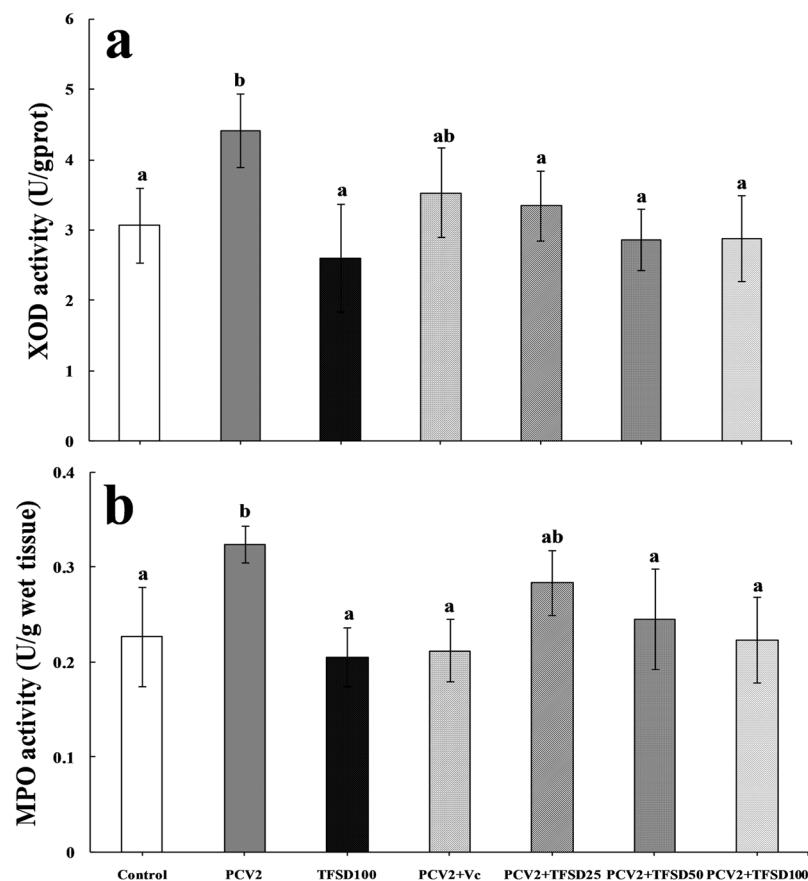 a
XOD activity (U/gprot)
6
5
4
3
2
1
0
a
b
a
ab
a
a
a
b
MPO activity (U/g wet tissue)
0.4
0.3
0.2
0.1
0
a
b
a
a
ab
a
a
Control PCV2 TFSD100 PCV2+Vc PCV2+TFSD25 PCV2+TFSD50 PCV2+TFSD100